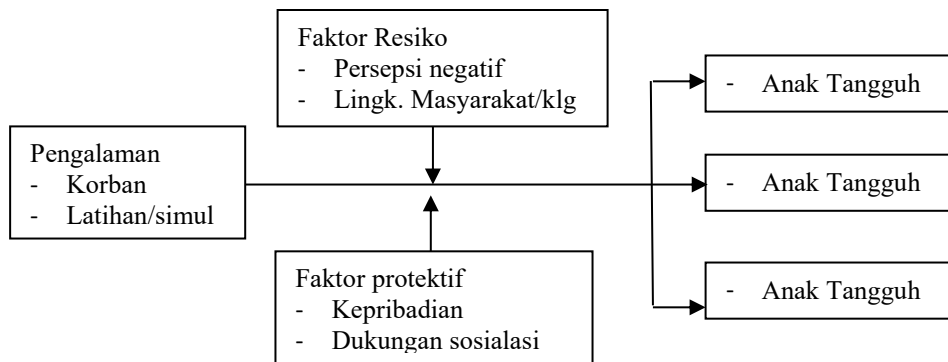 Faktor Resiko
- Persepsi negatif
- Lingk. Masyarakat/klg
Pengalaman
- Korban
- Latihan/simul
Faktor protektif
- Kepribadian
- Dukungan sosialasi
- Anak Tangguh
- Anak Tangguh
- Anak Tangguh